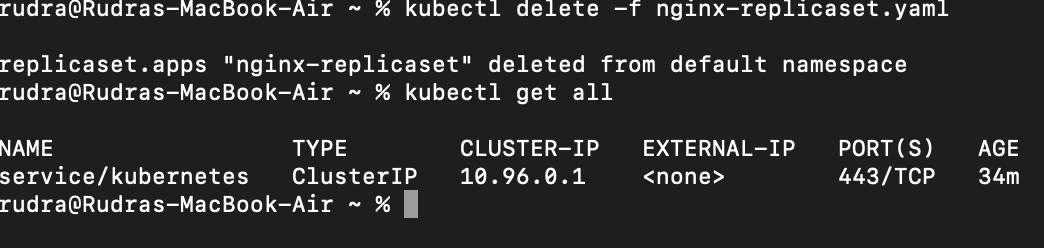 rudra@Rudras-MacBook-Air ~ % kubectl delete -f nginx-replicaset.yaml
replicaset.apps "nginx-replicaset" deleted from default namespace
rudra@Rudras-MacBook-Air ~ % kubectl get all
NAME TYPE CLUSTER-IP EXTERNAL-IP PORT(S) AGE
service/kubernetes ClusterIP 10.96.0.1 <none> 443/TCP 34m
rudra@Rudras-MacBook-Air ~ %